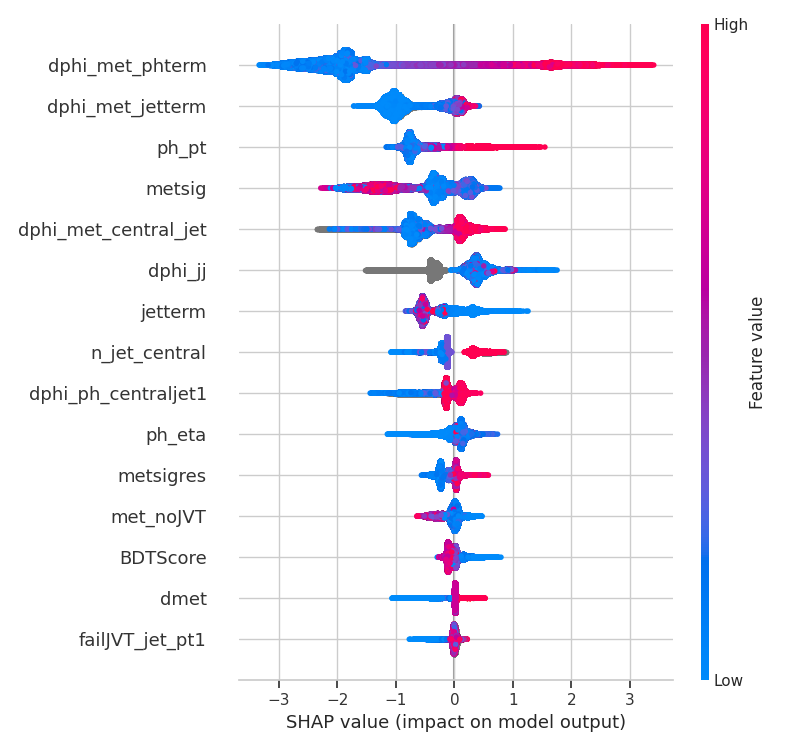 High
dphi_met_phterm
dphi_met_jetterm
ph_pt
metsig
dphi_met_central_jet
dphi_jj
jetterm
n_jet_central
dphi_ph_centraljet1
ph_eta
metsigres
met_noJVT
BDTScore
dmet
failJVT_jet_pt1
Feature value
Low
−3 −2 −1 0 1 2 3
SHAP value (impact on model output)